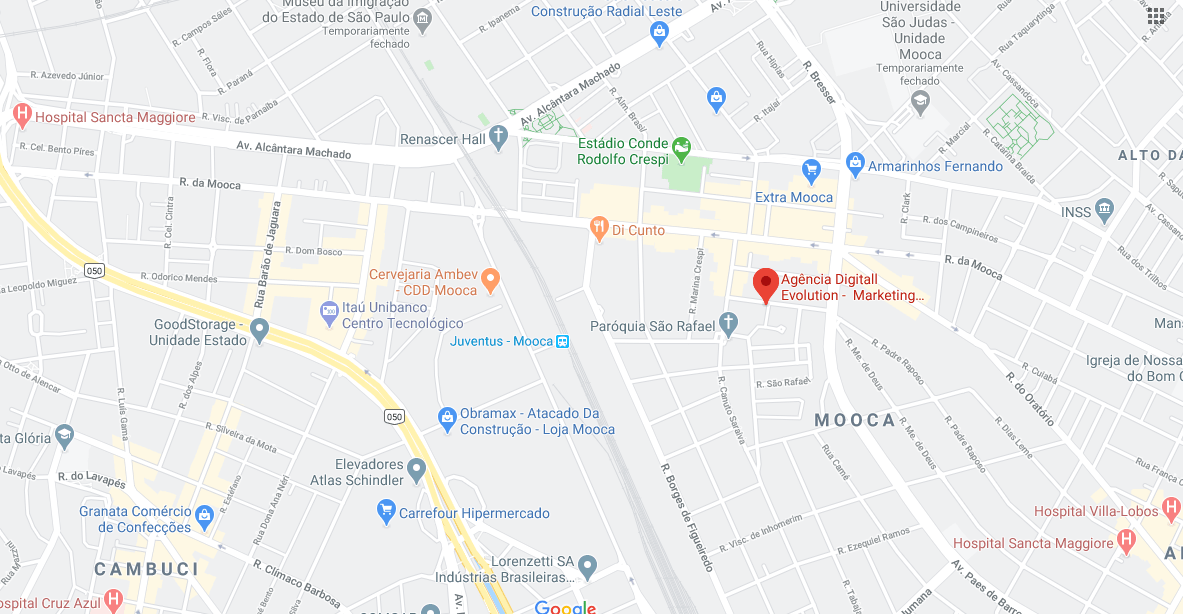 Museu da Imigração
do Estado de São Paulo
Temporariamente
fechado
R. Ipanema
Construção Radial Leste
Universidade
São Judas -
Unidade
Mooca
Temporariamente
fechado
R. Taquarytinga
R. Campos Sales
R. Flora
R. Paraná
R. Azevedo Júnior
R. Visc. de Parnaíba
Hospital Sancta Maggiore
R. Cel. Bento Pires
Av. Alcântara Machado
Renascer Hall
Av. Alcântara Machado
R. Alm. Brasil
Rua Hipías
R. Itajaí
R. Bresser
Av. Cassandoca
R. Marcial
R. Catarina Braida
Estádio Conde
Rodolfo Crespi
Extra Mooca
Armarinhos Fernando
ALTO DA
INSS
R. Clark
R. dos Campineiros
Av. Cassandoca
Rua dos Trilhos
R. da Mooca
R. da Mooca
R. Cel. Cintra
Rua Barão de Jaguara
R. Dom Bosco
R. Odorico Mendes
050
Leopoldo Miguez
Di Cunto
R. Marina Crespi
Cervejaria Ambev
- CDD Mooca
Agência Digitall
Evolution - Marketing...
Itaú Unibanco
Centro Tecnológico
GoodStorage -
Unidade Estado
Juventus - Mooca
Paróquia São Rafael
R. São Rafael
R. Me. de Deus
R. Padre Raposo
R. Cuiabá
R. do Oratório
Igreja de Nossa
do Bom C
Mans
Otto de Alencar
R. Luís Gama
R. dos Alpes
R. Silveira da Mota
050
Obramax - Atacado Da
Construção - Loja Mooca
MOOCA
R. Canuto Saraiva
Rua Carné
R. Me. de Deus
R. Padre Raposo
R. Dias Leme
Rua França
ta Glória
R. do Lavapés
Lavapés
Elevadores
Atlas Schindler
R. Estéfano
Rua Dona Ana Néri
Granata Comércio
de Confecções
Carrefour Hipermercado
R. Borges de Figueiredo
R. Visc. de Inhomerim
R. Ezequiel Ramos
Hospital Villa-Lobos
Hospital Sancta Maggiore
CAMBUCI
R. Clímaco Barbosa
Lorenzetti SA
Indústrias Brasileiras...
Av. Paes de Barros
Hospital Cruz Azul
Google